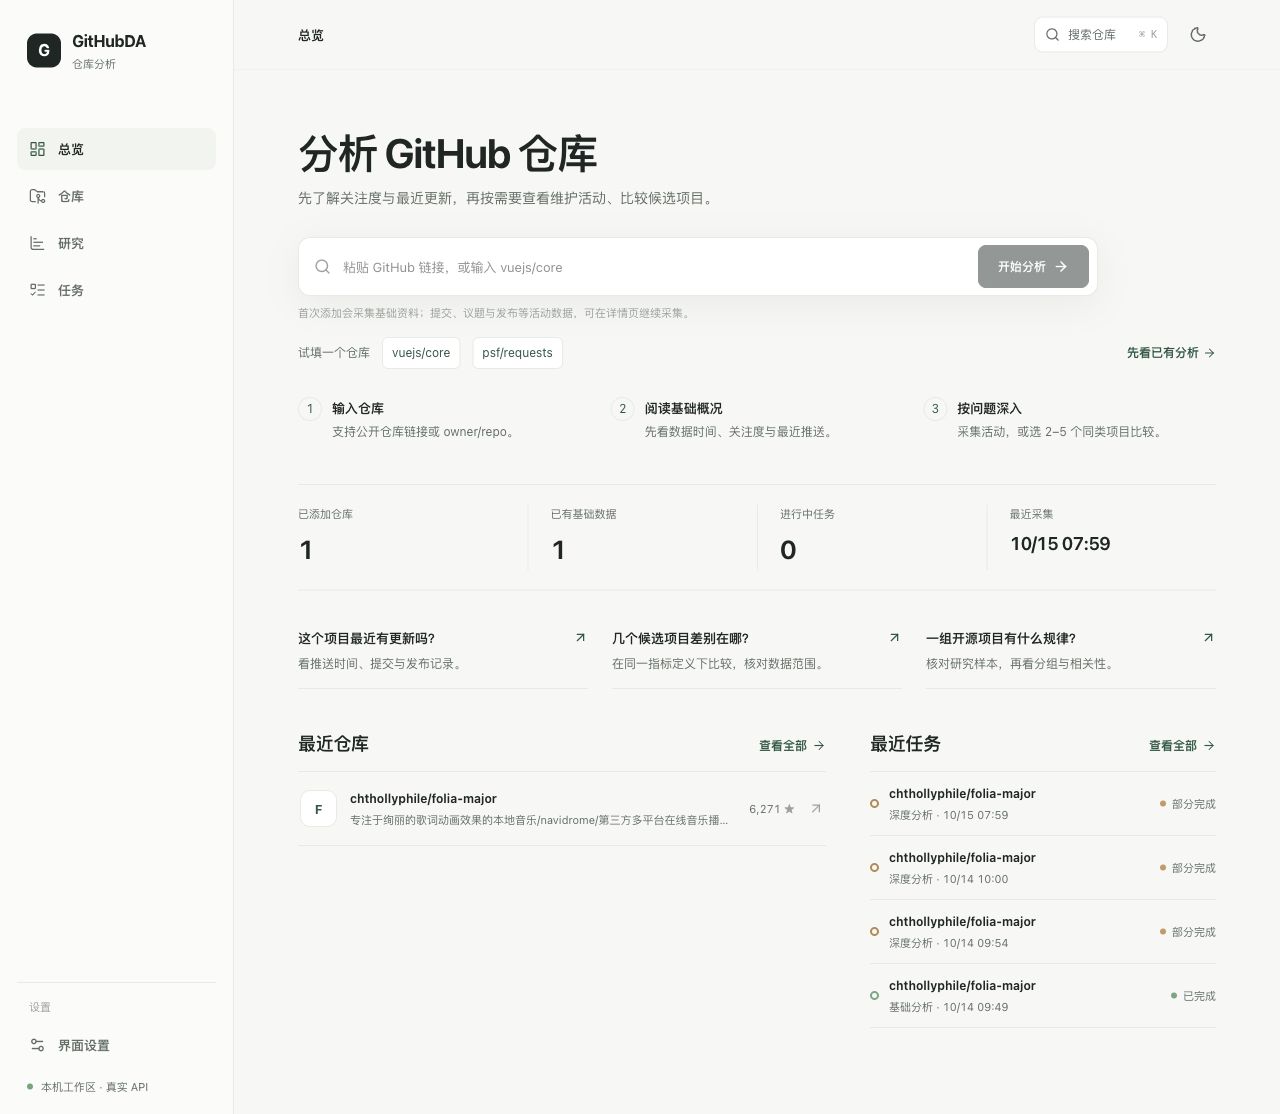 G
GitHubDA
仓库分析
总览
仓库
研究
任务
设置
界面设置
本机工作区 · 真实 API
总览
搜索仓库 ⌘ K
分析 GitHub 仓库
先了解关注度与最近更新，再按需要查看维护活动、比较候选项目。
粘贴 GitHub 链接，或输入 vuejs/core
开始分析
首次添加会采集基础资料；提交、议题与发布等活动数据，可在详情页继续采集。
试填一个仓库 vuejs/core psf/requests
先看已有分析
1 输入仓库
支持公开仓库链接或 owner/repo。
2 阅读基础概况
先看数据时间、关注度与最近推送。
3 按问题深入
采集活动，或选 2–5 个同类项目比较。
已添加仓库
1
已有基础数据
1
进行中任务
0
最近采集
10/15 07:59
这个项目最近有更新吗?
看推送时间、提交与发布记录。
几个候选项目差别在哪?
在同一指标定义下比较，核对数据范围。
一组开源项目有什么规律?
核对研究样本，再看分组与相关性。
最近仓库
查看全部
F
chthollyphile/folia-major
专注于绚丽的歌词动画效果的本地音乐/navidrome/第三方多平台在线音乐播...
6,271 ★
最近任务
查看全部
chthollyphile/folia-major
深度分析 · 10/15 07:59
部分完成
chthollyphile/folia-major
深度分析 · 10/14 10:00
部分完成
chthollyphile/folia-major
深度分析 · 10/14 09:54
部分完成
chthollyphile/folia-major
基础分析 · 10/14 09:49
已完成